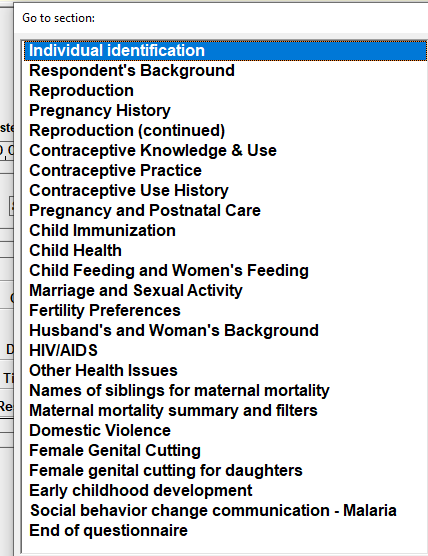 Go to section:
Individual identification
Respondent's Background
Reproduction
Pregnancy History
Reproduction (continued)
Contraceptive Knowledge & Use
Contraceptive Practice
Contraceptive Use History
Pregnancy and Postnatal Care
Child Immunization
Child Health
Child Feeding and Women's Feeding
Marriage and Sexual Activity
Fertility Preferences
Husband's and Woman's Background
HIV/AIDS
Other Health Issues
Names of siblings for maternal mortality
Maternal mortality summary and filters
Domestic Violence
Female Genital Cutting
Female genital cutting for daughters
Early childhood development
Social behavior change communication - Malaria
End of questionnaire